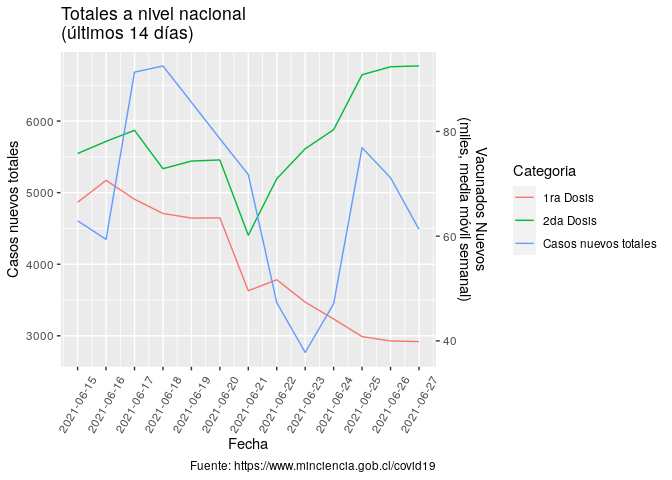 Totales a nivel nacional
(últimos 14 días)
Casos nuevos totales
6000
5000
4000
3000
80
60
40
Vacunados Nuevos
(miles, media móvil semanal)
Categoria
1ra Dosis
2da Dosis
Casos nuevos totales
2021-06-15
2021-06-16
2021-06-17
2021-06-18
2021-06-19
2021-06-20
2021-06-21
2021-06-22
2021-06-23
2021-06-24
2021-06-25
2021-06-26
2021-06-27
Fecha
Fuente: https://www.minciencia.gob.cl/covid19